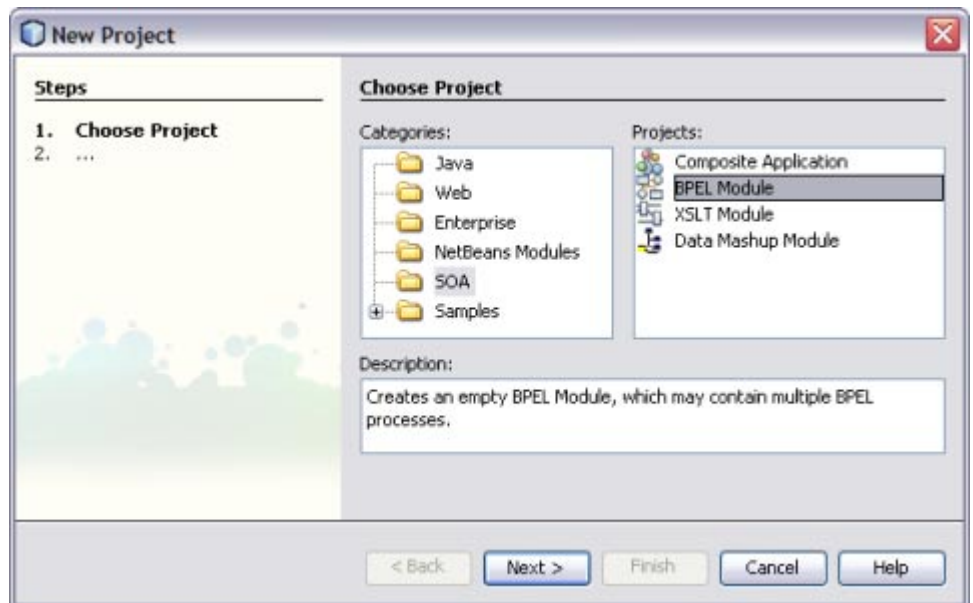 New Project
Steps
1. Choose Project
2. ...
Choose Project
Categories:
Java
Web
Enterprise
NetBeans Modules
SOA
Samples
Projects:
Composite Application
BPEL Module
XSLT Module
Data Mashup Module
Description:
Creates an empty BPEL Module, which may contain multiple BPEL
processes.
< Back
Next >
Finish
Cancel
Help